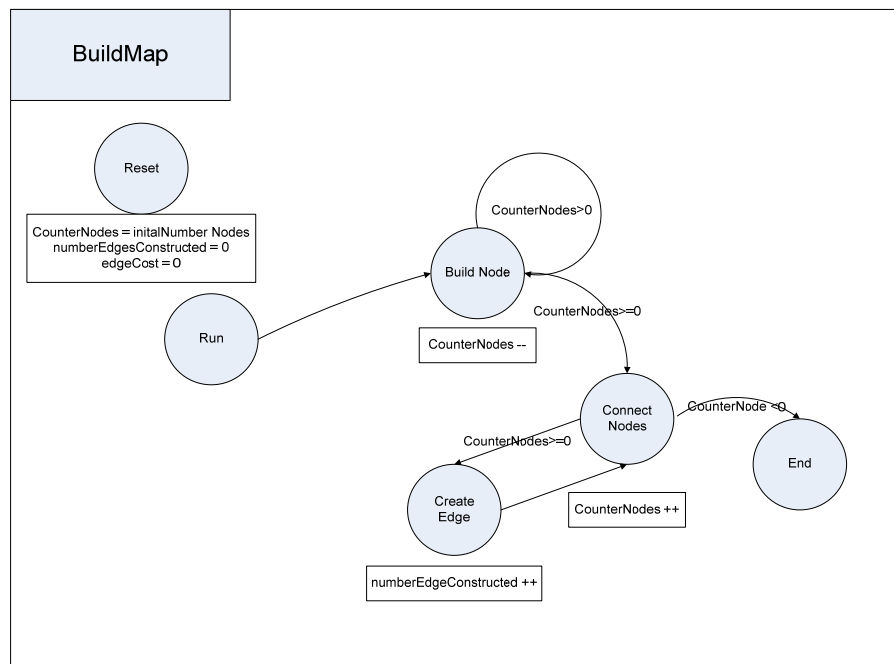 BuildMap
Reset
CounterNodes = initalNumber Nodes
numberEdgesConstructed = 0
edgeCost = 0
CounterNodes>0
Build Node
CounterNodes>=0
Run
CounterNodes --
Connect
Nodes
CounterNode <0
CounterNodes>=0
End
Create
Edge
CounterNodes ++
numberEdgeConstructed ++